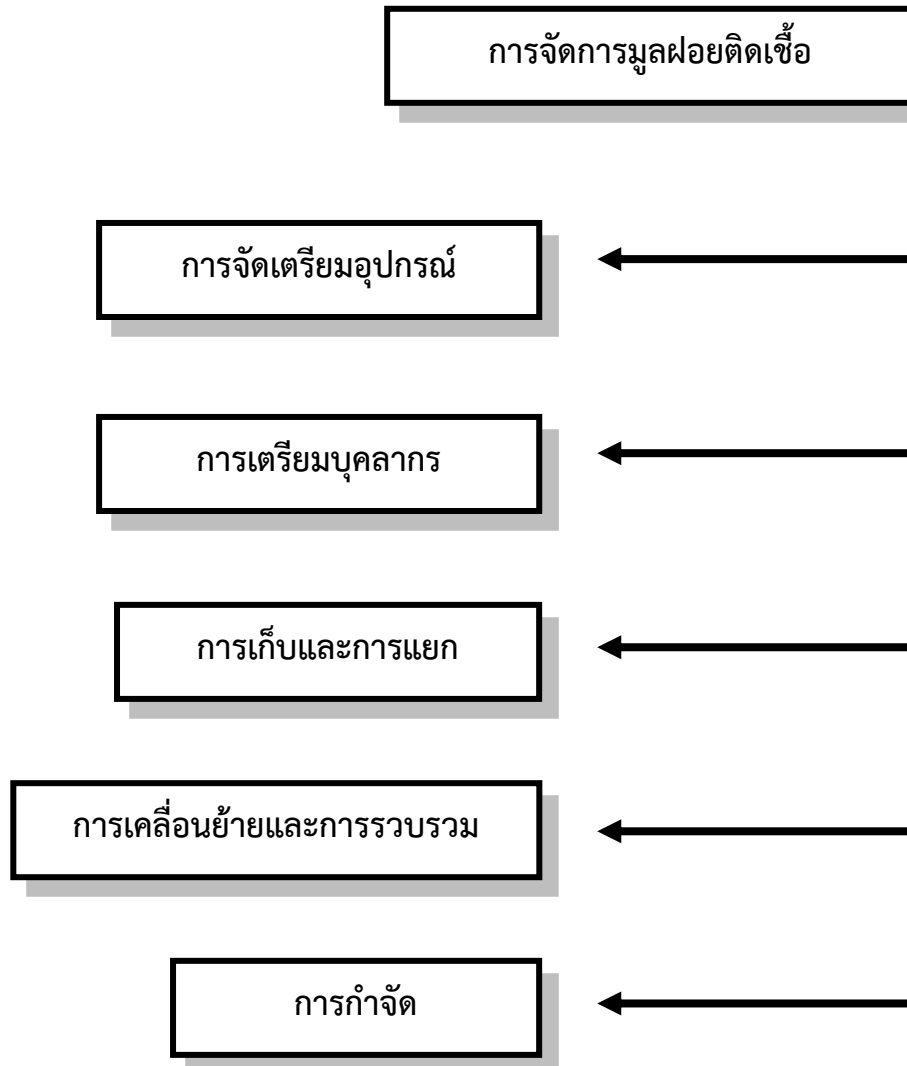 การจัดการมูลฝอยติดเชื้อ
การจัดเตรียมอุปกรณ์
การเตรียมบุคลากร
การเก็บและการแยก
การเคลื่อนย้ายและการรวบรวม
การกำจัด